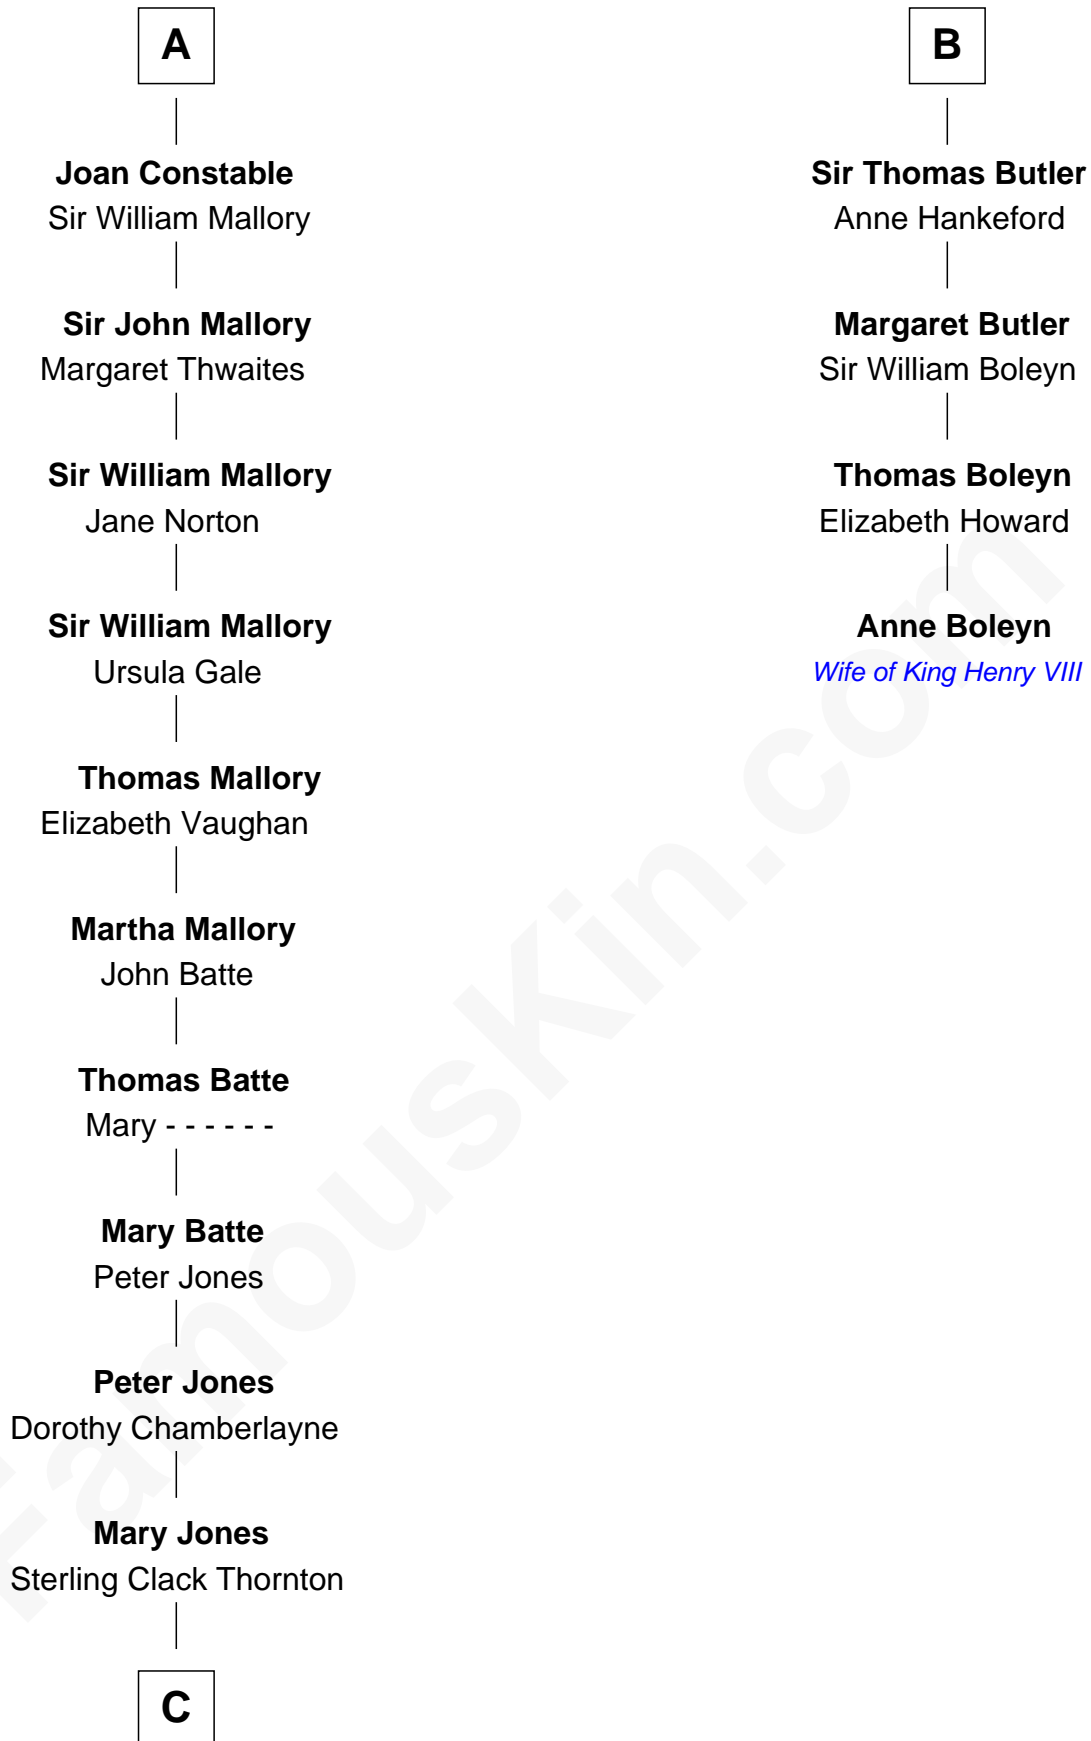 A
Joan Constable
Sir William Mallory
Sir John Mallory
Margaret Thwaites
Sir William Mallory
Jane Norton
Sir William Mallory
Ursula Gale
Thomas Mallory
Elizabeth Vaughan
Martha Mallory
John Batte
Thomas Batte
Mary - - - - - -
Mary Batte
Peter Jones
Peter Jones
Dorothy Chamberlayne
Mary Jones
Sterling Clack Thornton
C
B
Sir Thomas Butler
Anne Hankeford
Margaret Butler
Sir William Boleyn
Thomas Boleyn
Elizabeth Howard
Anne Boleyn
Wife of King Henry VIII
FamousKin.com